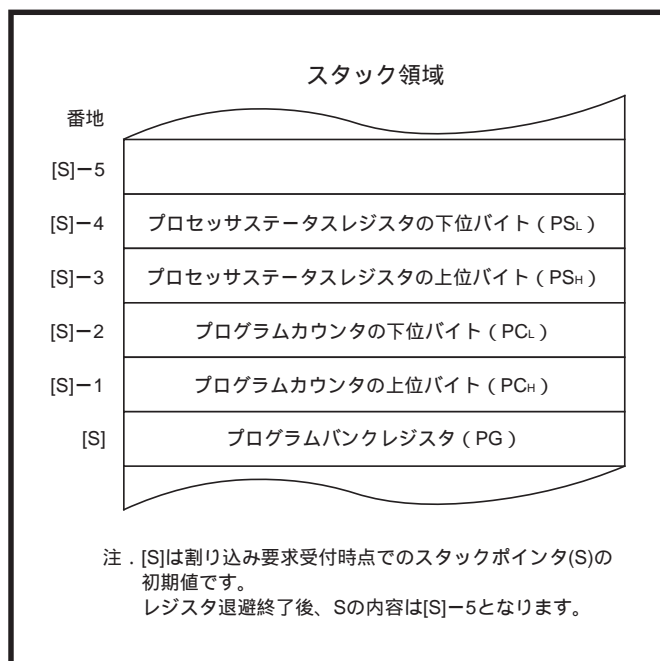 スタック領域
番地
[S]ー5
[S]ー4 プロセッサステータスレジスタの下位バイト(PSL)
[S]ー3 プロセッサステータスレジスタの上位バイト(PSH)
[S]ー2 プログラムカウンタの下位バイト(PCL)
[S]ー1 プログラムカウンタの上位バイト(PCH)
[S] プログラムバンクレジスタ(PG)
注.[S]は割り込み要求受付時点でのスタックポインタ(S)の
初期値です。
レジスタ退避終了後、Sの内容は[S]ー5となります。